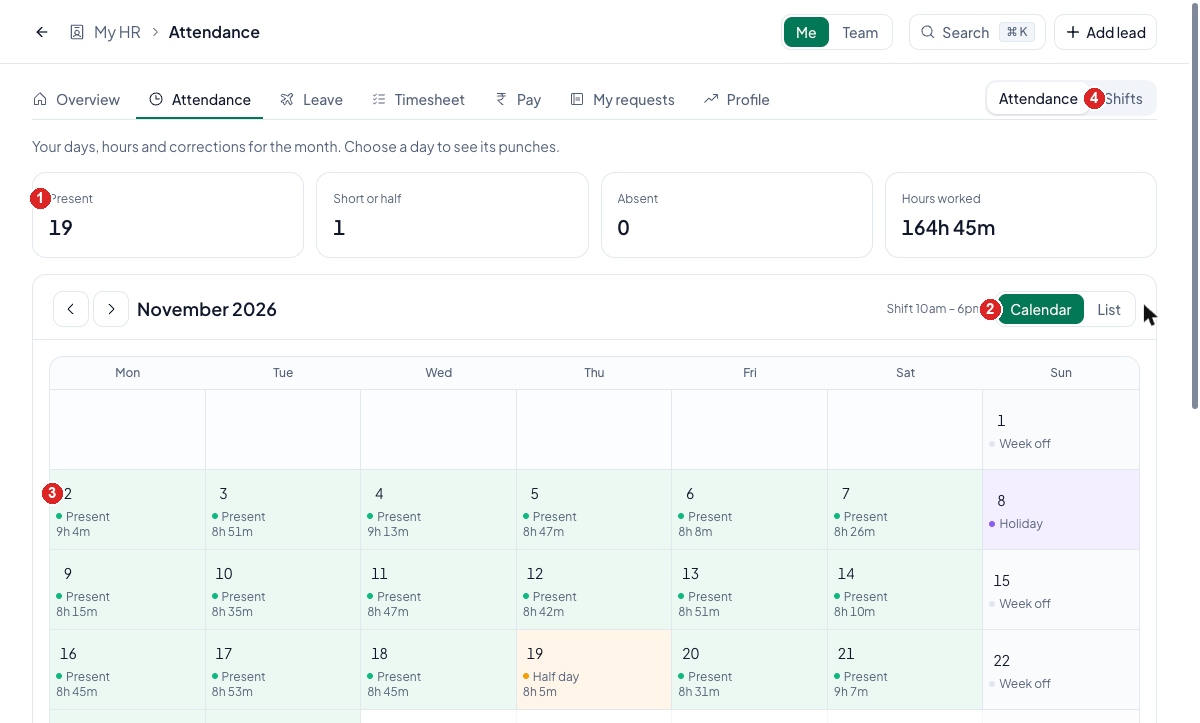 My HR > Attendance
Me Team
Search ⌘ K
+ Add lead
Overview Attendance Leave Timesheet Pay My requests Profile
Attendance 4 Shifts
Your days, hours and corrections for the month. Choose a day to see its punches.
1 Present Short or half Absent Hours worked
19 1 0 164h 45m
November 2026
Shift 10am – 6pm 2 Calendar List
Mon Tue Wed Thu Fri Sat Sun
1
Week off
3 2 3 4 5 6 7 8
Present Present Present Present Present Present Holiday
9h 4m 8h 51m 9h 13m 8h 47m 8h 8m 8h 26m
9 10 11 12 13 14 15
Present Present Present Present Present Present Week off
8h 15m 8h 35m 8h 47m 8h 42m 8h 51m 8h 10m
16 17 18 19 20 21 22
Present Present Present Half day Present Present Week off
8h 45m 8h 53m 8h 45m 8h 5m 8h 31m 9h 7m